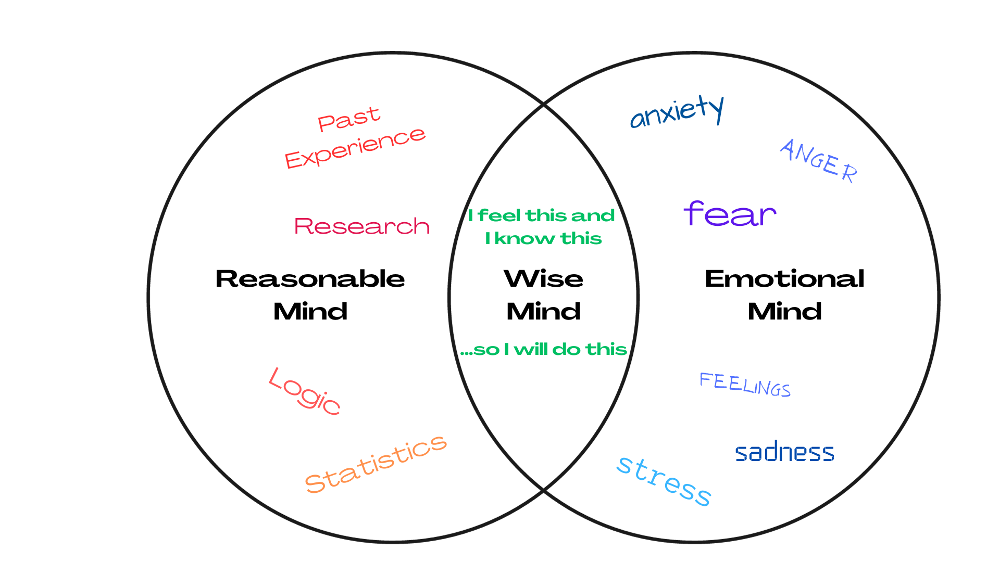 Past
Experience
Research
Reasonable
Mind
Logic
Statistics
I feel this and
I know this
Wise
Mind
...so I will do this
anxiety
ANGER
fear
Emotional
Mind
FEELINGS
sadness
stress